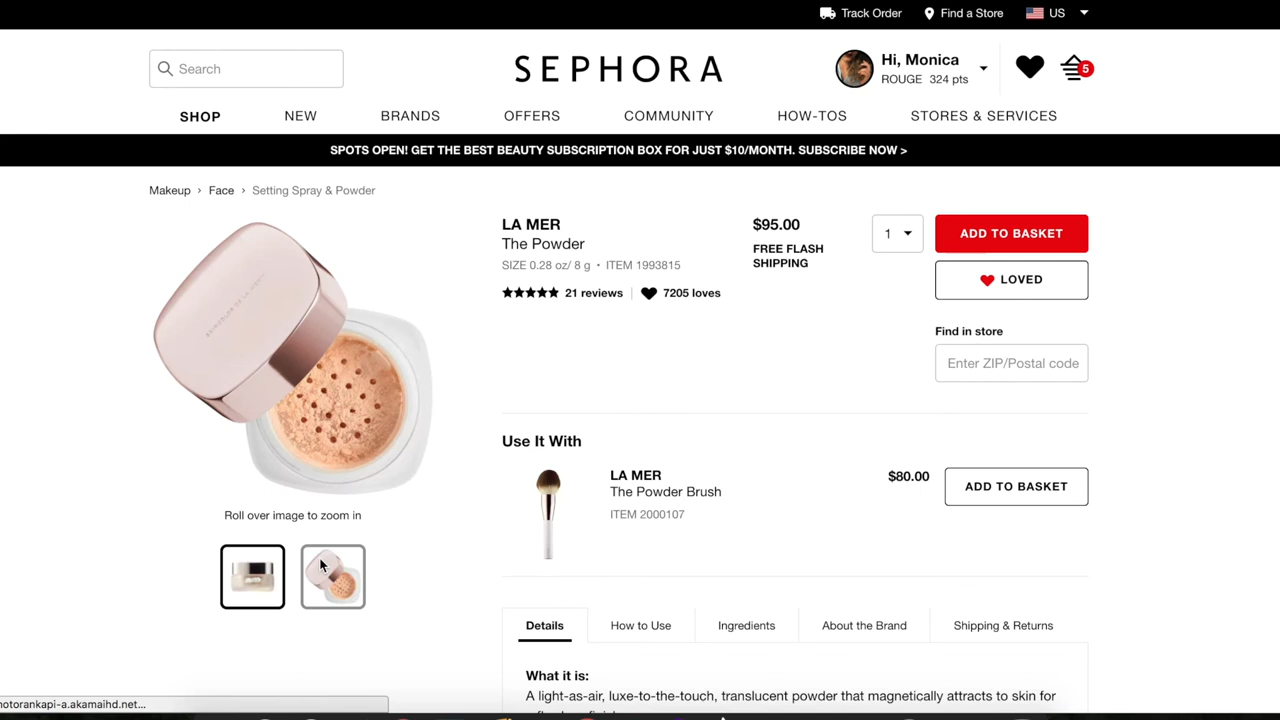 Track Order
Find a Store
US
Search
SEPHORA
Hi, Monica
ROUGE 324 pts
5
SHOP
NEW
BRANDS
OFFERS
COMMUNITY
HOW-TOS
STORES & SERVICES
SPOTS OPEN! GET THE BEST BEAUTY SUBSCRIPTION BOX FOR JUST $10/MONTH. SUBSCRIBE NOW >
Makeup › Face › Setting Spray & Powder
LA MER
The Powder
SIZE 0.28 oz/ 8 g • ITEM 1993815
21 reviews
7205 loves
$95.00
FREE FLASH
SHIPPING
1
ADD TO BASKET
LOVED
Find in store
Enter ZIP/Postal code
Roll over image to zoom in
Use It With
LA MER
The Powder Brush
ITEM 2000107
$80.00
ADD TO BASKET
Details
How to Use
Ingredients
About the Brand
Shipping & Returns
What it is:
A light-as-air, luxe-to-the-touch, translucent powder that magnetically attracts to skin for
notorankapi-a.akamaihd.net...